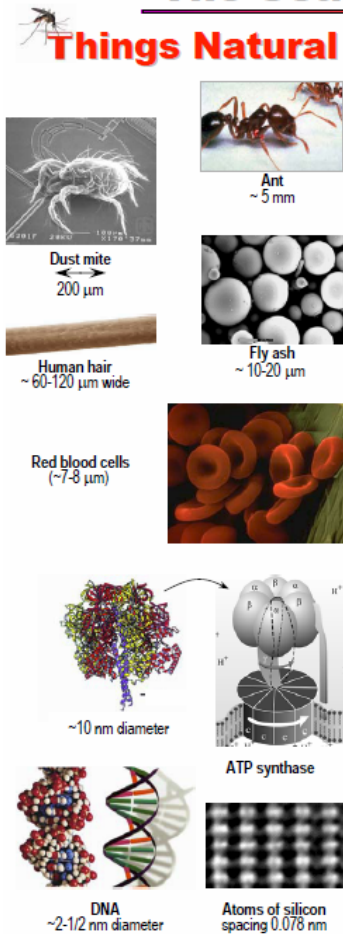 Things Natural
Ant
~ 5 mm
Dust mite
200 μm
Fly ash
~ 10-20 μm
Human hair
~ 60-120 μm wide
Red blood cells
(~7-8 μm)
~10 nm diameter
ATP synthase
DNA
~2-1/2 nm diameter
Atoms of silicon
spacing 0.078 nm